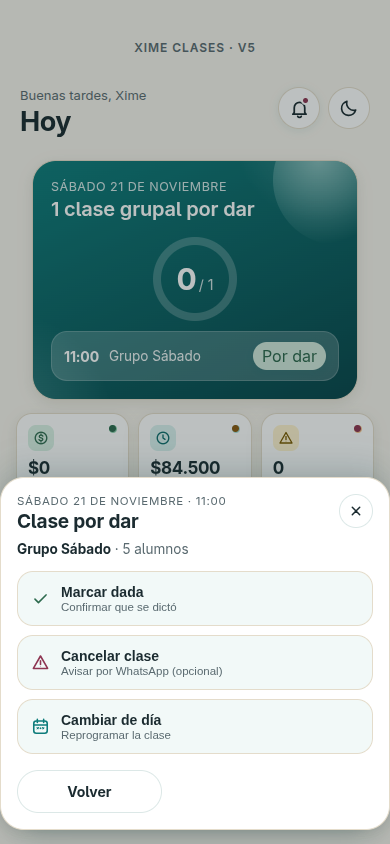 XIME CLASES · V5
Buenas tardes, Xime
Hoy
SÁBADO 21 DE NOVIEMBRE
1 clase grupal por dar
0 / 1
11:00 Grupo Sábado Por dar
$0 $84.500 0
SÁBADO 21 DE NOVIEMBRE · 11:00
Clase por dar
Grupo Sábado · 5 alumnos
Marcar dada
Confirmar que se dictó
Cancelar clase
Avisar por WhatsApp (opcional)
Cambiar de día
Reprogramar la clase
Volver